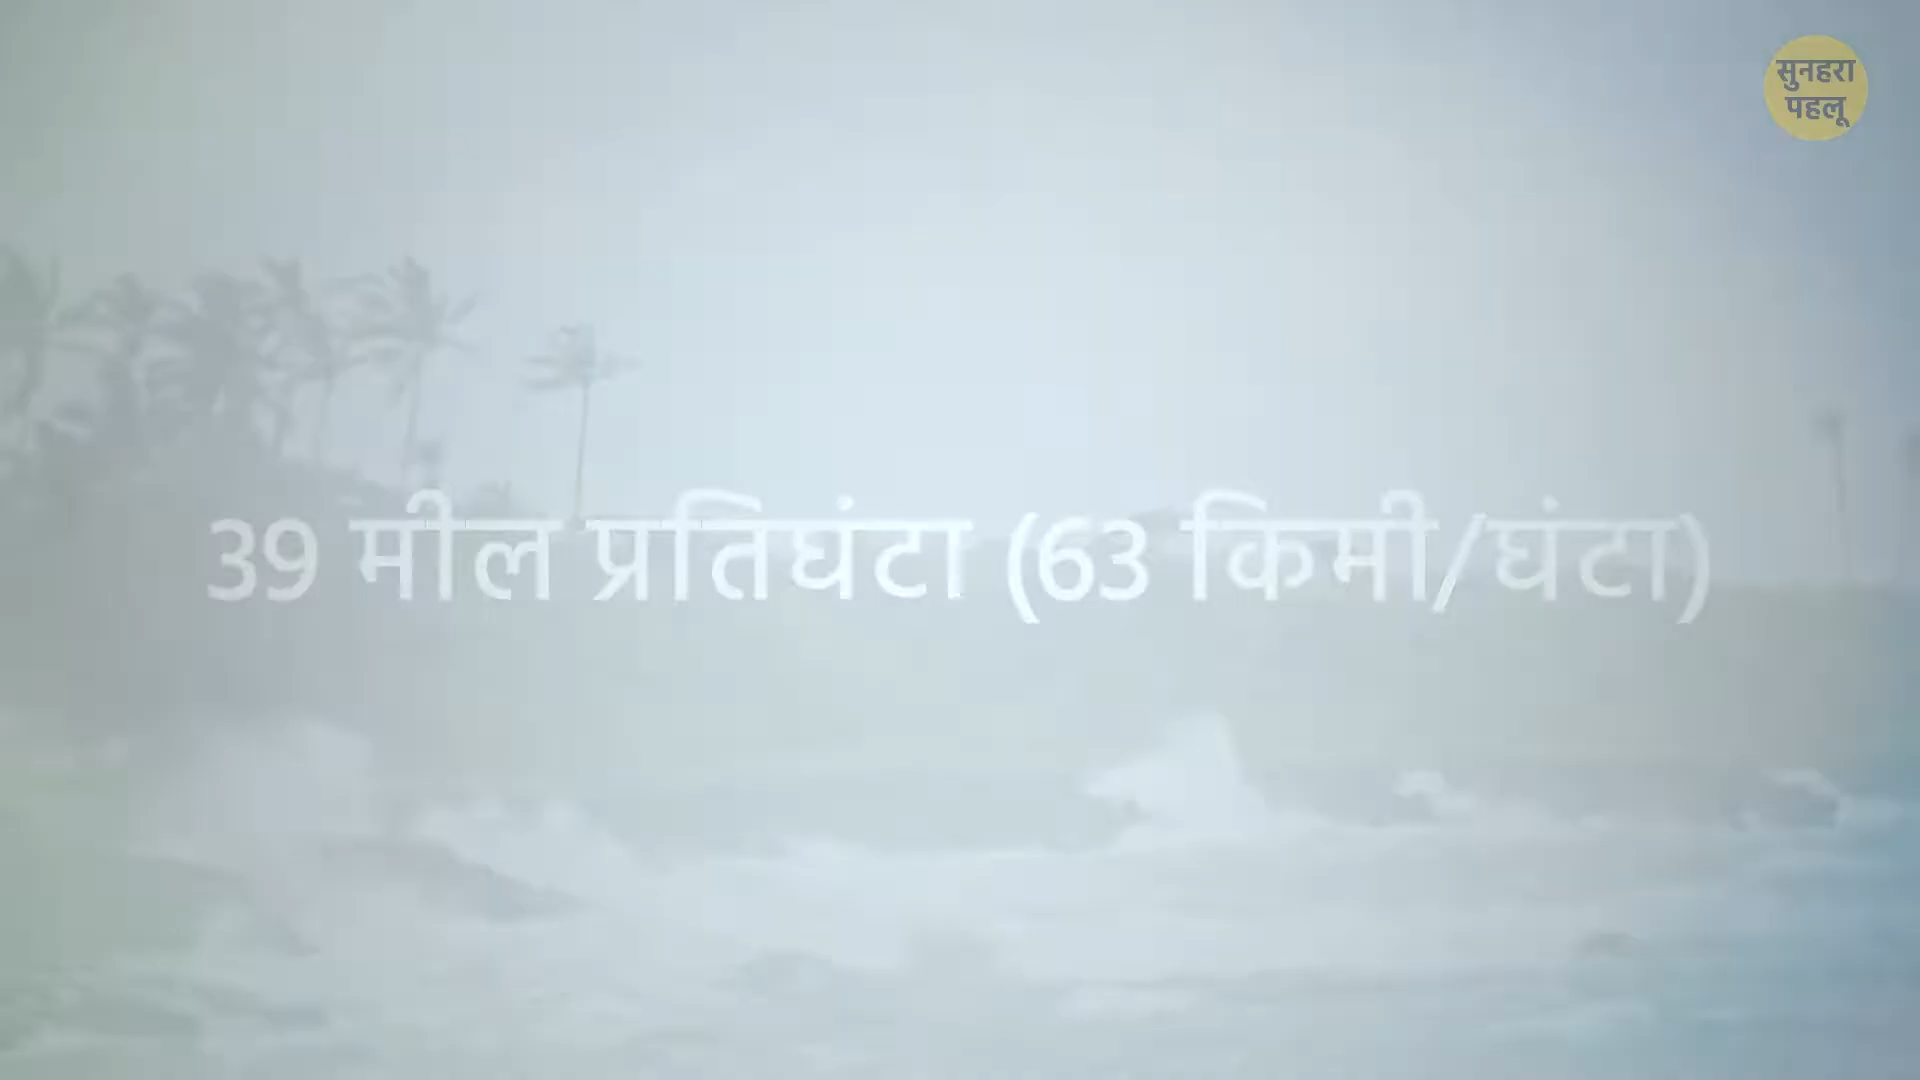 सुनहरा
पहलू
39 मील प्रतिघंटा (63 किमी/घंटा)